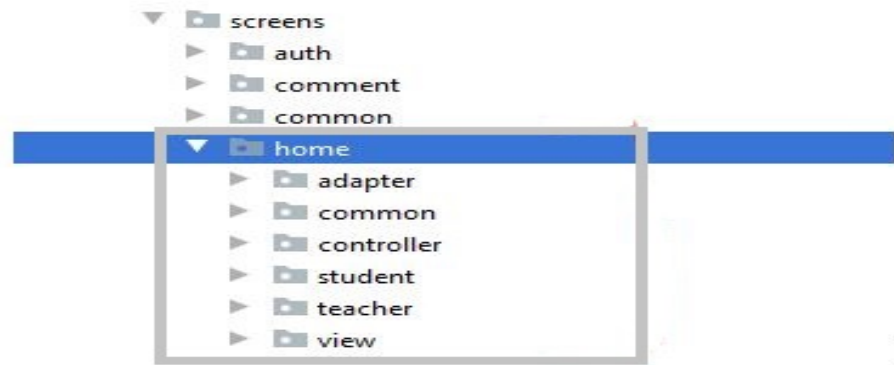 screens
auth
comment
common
home
adapter
common
controller
student
teacher
view